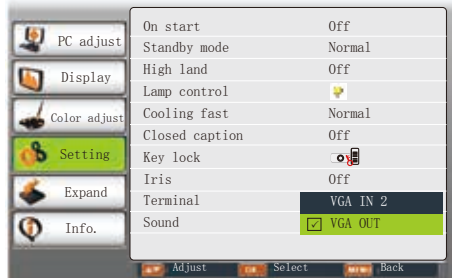 PC adjust
Display
Color adjust
Setting
Expand
Info.
On start Off
Standby mode Normal
High land Off
Lamp control
Cooling fast Normal
Closed caption Off
Key lock
Iris Off
Terminal VGA IN 2
Sound VGA OUT
Adjust Select Back